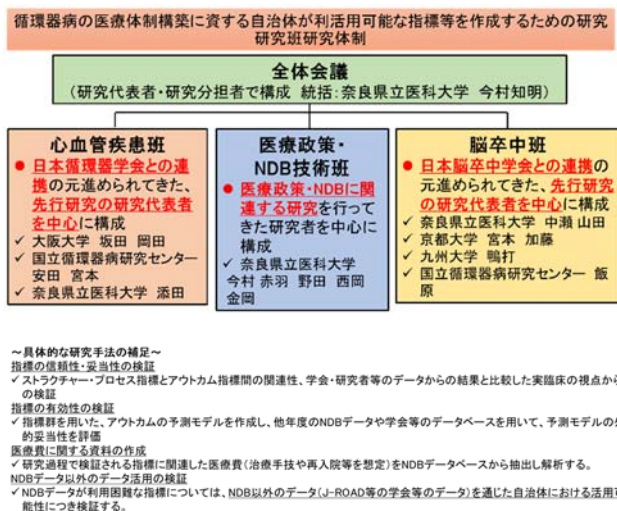 循環器病の医療体制構築に資する自治体が利活用可能な指標等を作成するための研究
研究班研究体制
全体会議
(研究代表者・研究分担者で構成 統括:奈良県立医科大学 今村知明)
心血管疾患班
● 日本循環器学会との連
携の元進められてきた、
先行研究の研究代表者
を中心に構成
✓ 大阪大学 坂田 岡田
✓ 国立循環器病研究センター
安田 宮本
✓ 奈良県立医科大学 添田
医療政策・
NDB技術班
● 医療政策・NDBに関
連する研究を行って
きた研究者を中心に
構成
✓ 奈良県立医科大学
今村 赤羽 野田 西岡
金岡
脳卒中班
● 日本脳卒中学会との連携の
元進められてきた、先行研究
の研究代表者を中心に構成
✓ 奈良県立医科大学 中瀬 山田
✓ 京都大学 宮本 加藤
✓ 九州大学 鴨打
✓ 国立循環器病研究センター 飯
原
~具体的な研究手法の補足~
指標の信頼性・妥当性の検証
✓ ストラクチャー・プロセス指標とアウトカム指標間の関連性、学会・研究者等のデータからの結果と比較した実臨床の視点から
の検証
指標の有効性の検証
✓ 指標群を用いた、アウトカムの予測モデルを作成し、他年度のNDBデータや学会等のデータベースを用いて、予測モデルの
的妥当性を評価
医療費に関する資料の作成
✓ 研究過程で検証される指標に関連した医療費(治療手技や再入院等を想定)をNDBデータベースから抽出し解析する。
NDBデータ以外のデータ活用の検証
✓ NDBデータが利用困難な指標については、NDB以外のデータ(J-ROAD等の学会等のデータ)を通じた自治体における活用可
能性につき検証する。